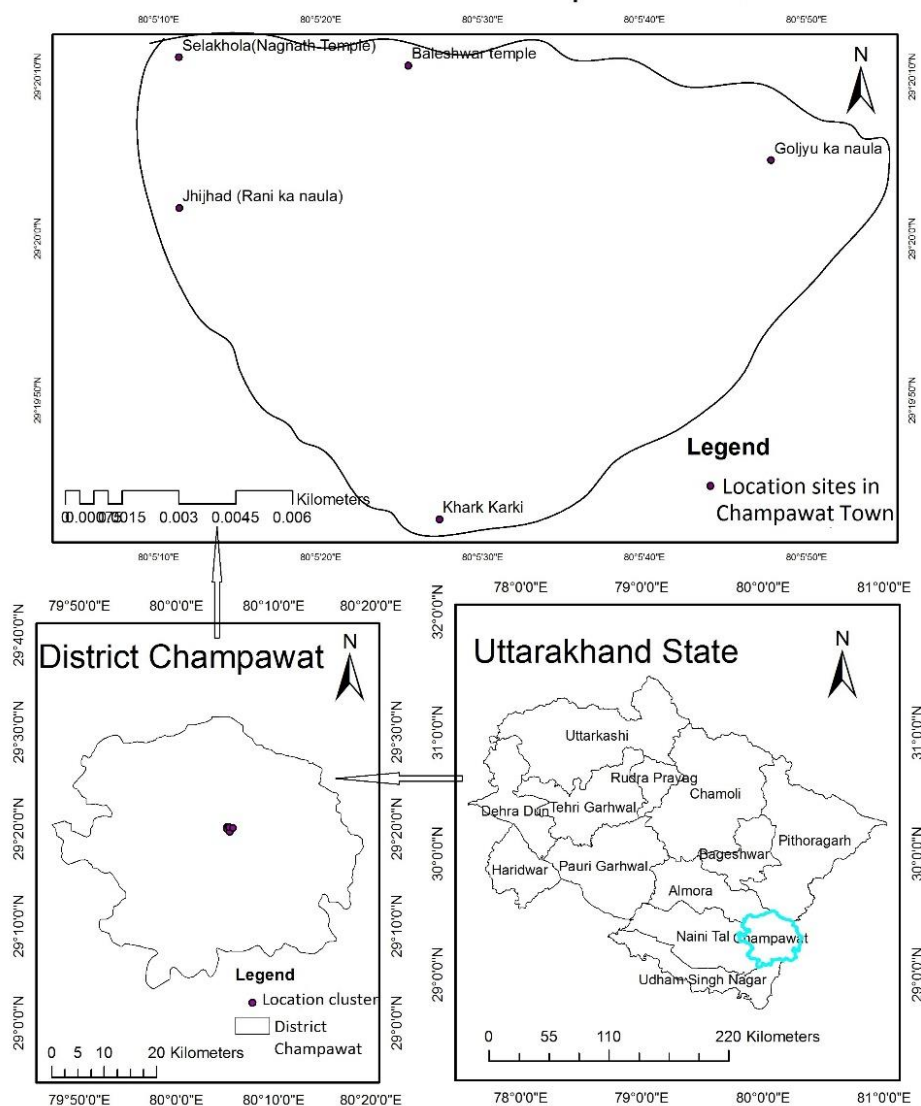 80°5'10"E 80°5'20"E 80°5'30"E 80°5'50"E
Selakhola(Nagnath Temple)
Baleshwar temple
N
29°20'10"N 29°20'10"N
Goljyu ka naula
Jhijhad (Rani ka naula)
29°20'0"N 29°20'0"N
29°19'50"N 29°19'50"N
Legend
Location sites in
Champawat Town
Kilometers
0 0.003 0.0045 0.006
Khark Karki
80°5'10"E 80°5'20"E 80°5'30"E 80°5'40"E 80°5'50"E
79°50'0"E 80°0'0"E 80°10'0"E 80°20'0"E
29°40'0"N
District Champawat
N
29°30'0"N 29°30'0"N
29°20'0"N 29°20'0"N
29°10'0"N 29°10'0"N
29°0'0"N 29°0'0"N
Legend
Location cluster
District
Champawat
0 5 10 20 Kilometers
79°50'0"E 80°0'0"E 80°10'0"E 80°20'0"E
78°0'0"E 79°0'0"E 80°0'0"E 81°0'0"E
32°0'0"N
Uttarakhand State
N
31°0'0"N 31°0'0"N
30°0'0"N 30°0'0"N
29°0'0"N 29°0'0"N
Uttarkashi
Rudra Prayag
Chamoli
Dehra Dun
Tehri Garhwal
Pithoragarh
Haridwar
Pauri Garhwal
Bageshwar
Almora
Naini Tal
Champawat
Udham Singh Nagar
0 55 110 220 Kilometers
78°0'0"E 79°0'0"E 80°0'0"E 81°0'0"E